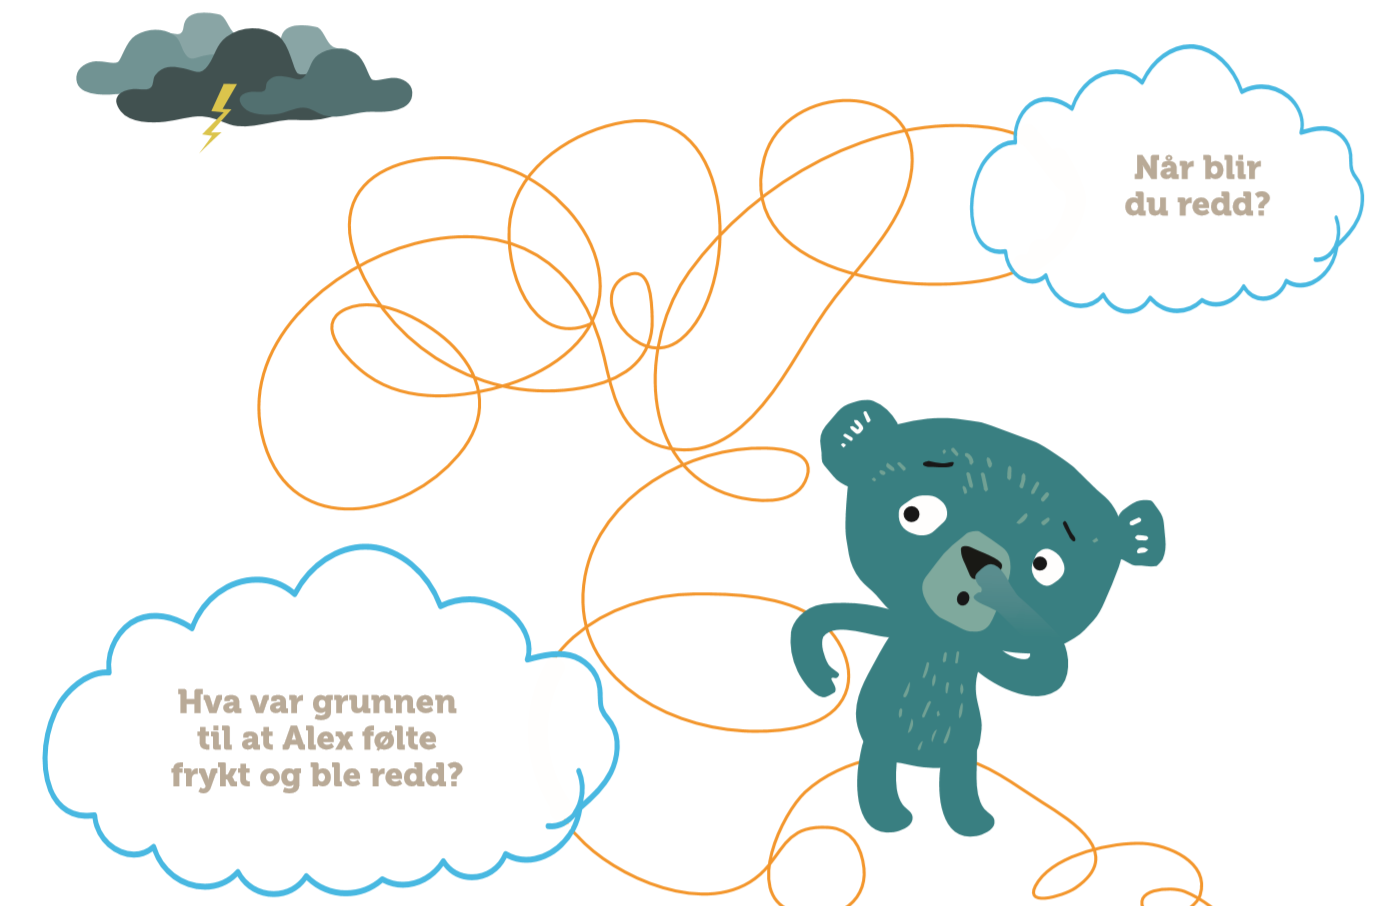 Når blir
du redd?
Hva var grunnen
til at Alex følte
frykt og ble redd?